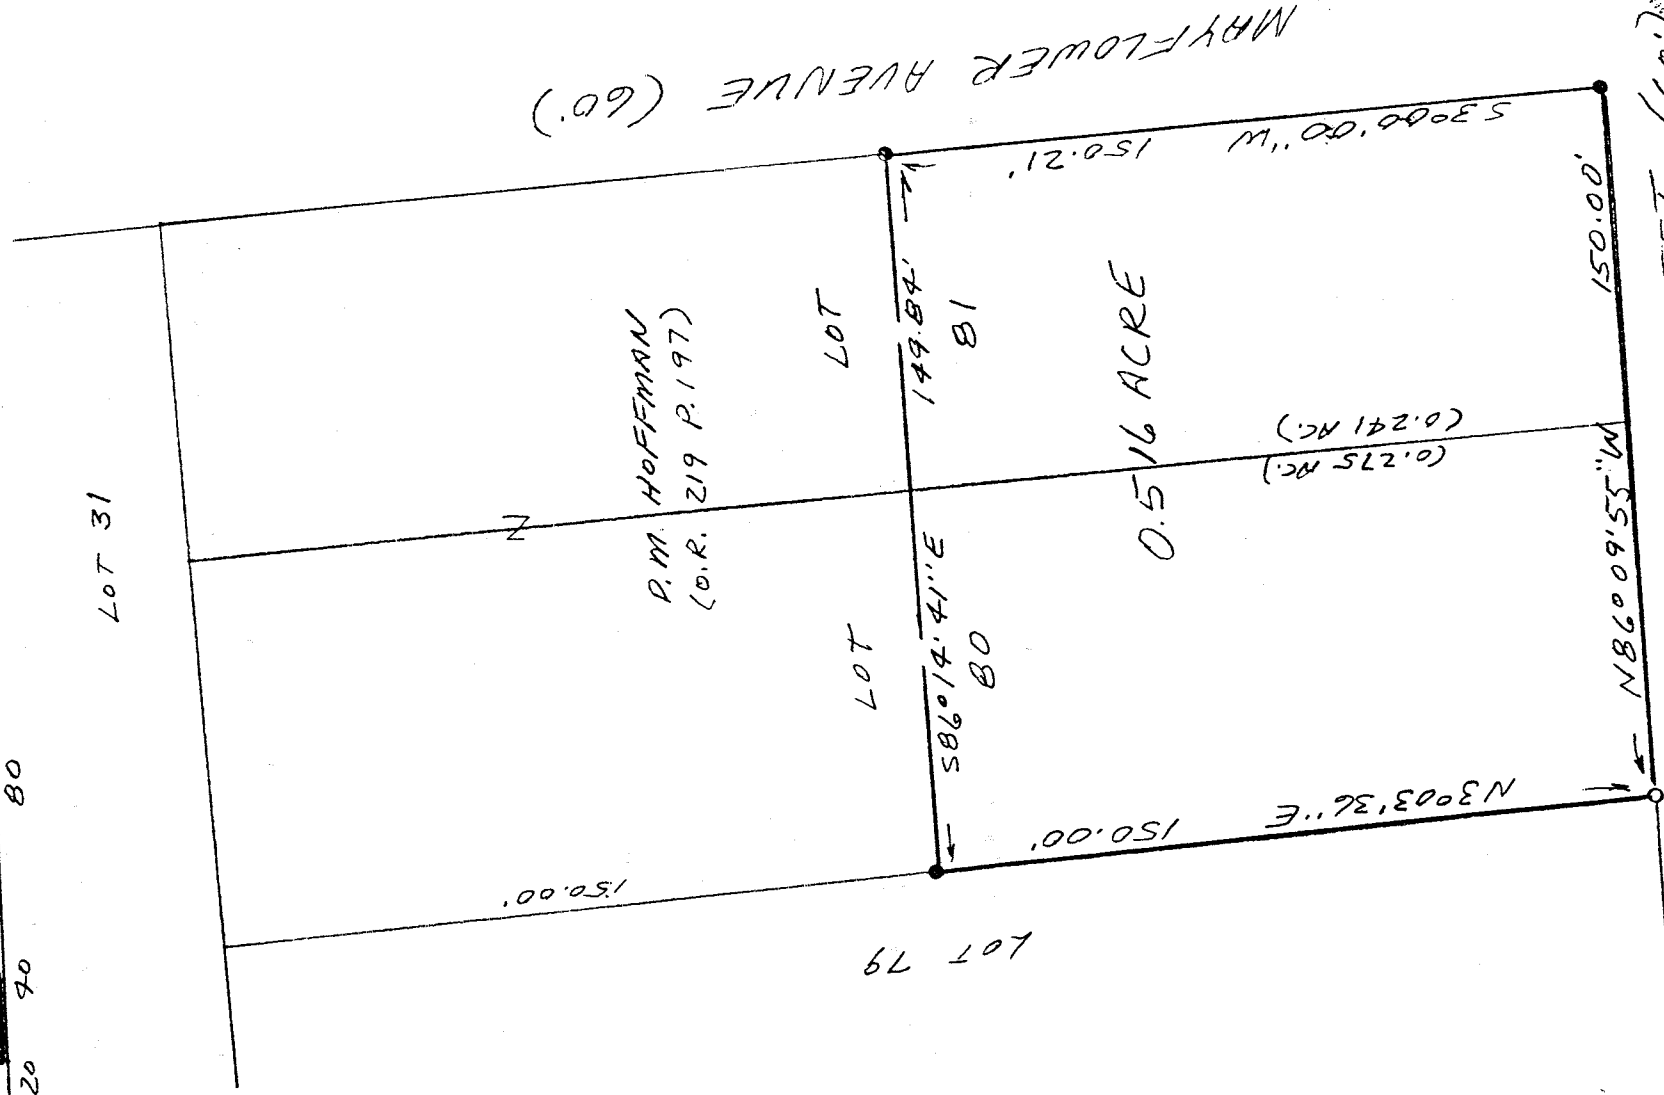 MAYFLOWER AVENUE (60')
S3°00'00"W 150.21'
150.00'
N86°09'55"W
149.84'
S86°14'41"E
LOT
81
LOT
80
0.516 ACRE
(0.241 AC.)
(0.275 AC.)
D.M. HOFFMAN
(O.R. 219 P.197)
N
LOT 31
N3°03'36"E 150.00'
150.00'
LOT 79
20 40 80